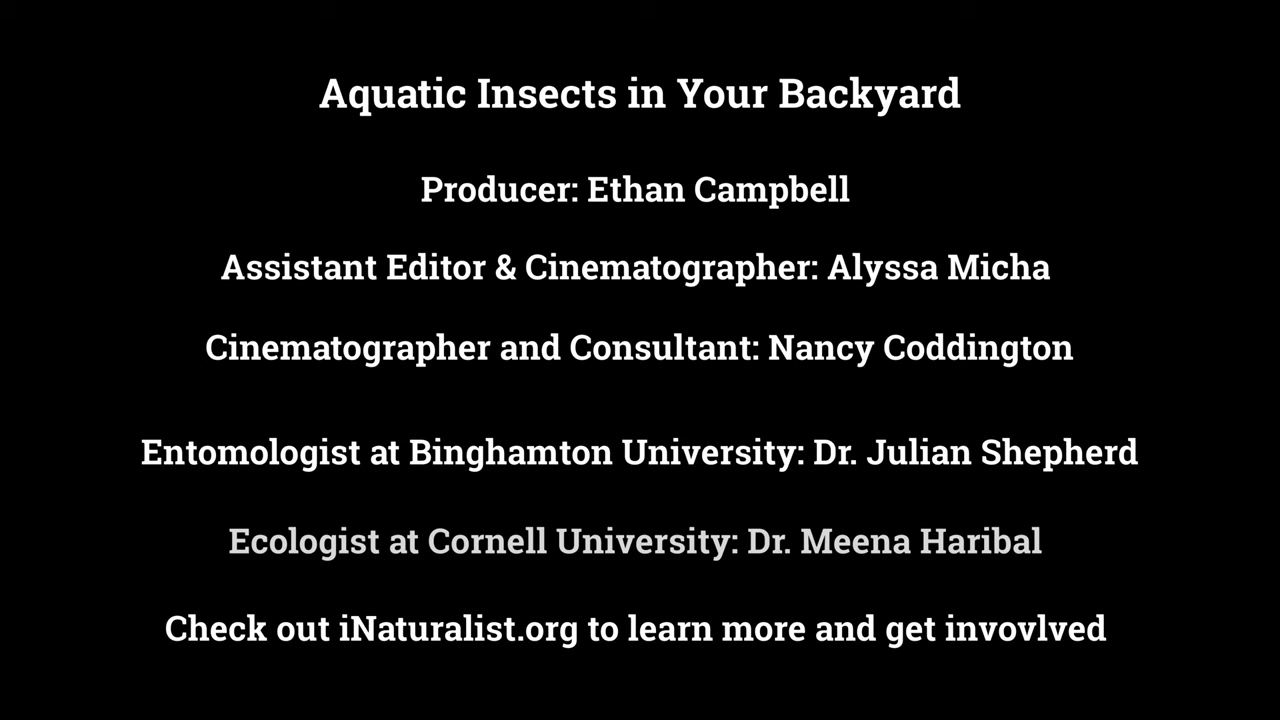 Aquatic Insects in Your Backyard
Producer: Ethan Campbell
Assistant Editor & Cinematographer: Alyssa Micha
Cinematographer and Consultant: Nancy Coddington
Entomologist at Binghamton University: Dr. Julian Shepherd
Ecologist at Cornell University: Dr. Meena Haribal
Check out iNaturalist.org to learn more and get invovlved